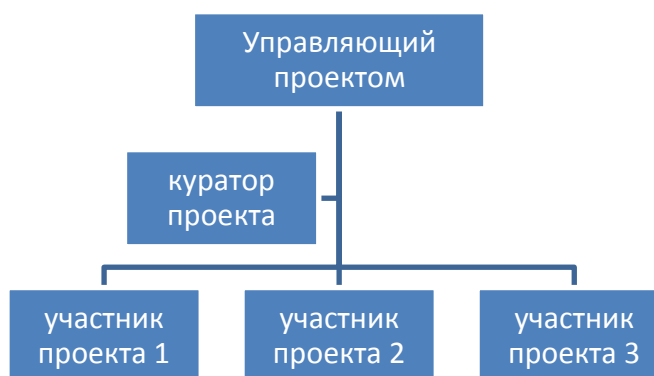 Управляющий
проектом
куратор
проекта
участник
проекта 1
участник
проекта 2
участник
проекта 3